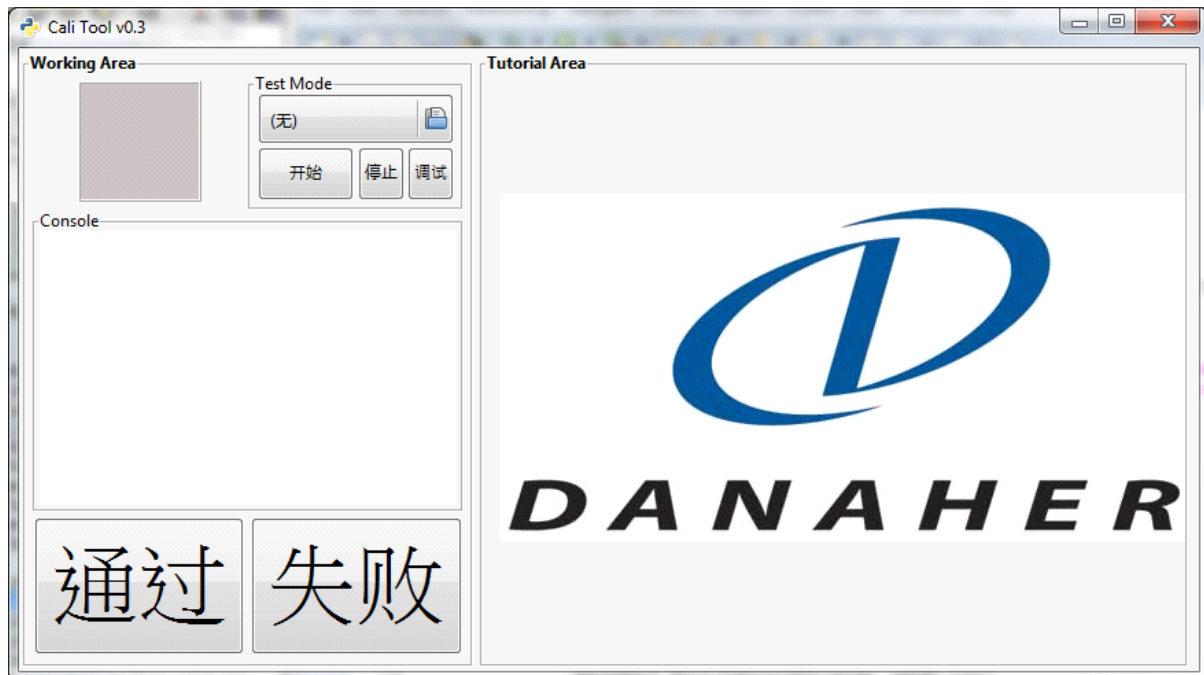 Cali Tool v0.3
Working Area
Test Mode
(无)
开始 停止 调试
Console
通过 失败
Tutorial Area
DANAHER